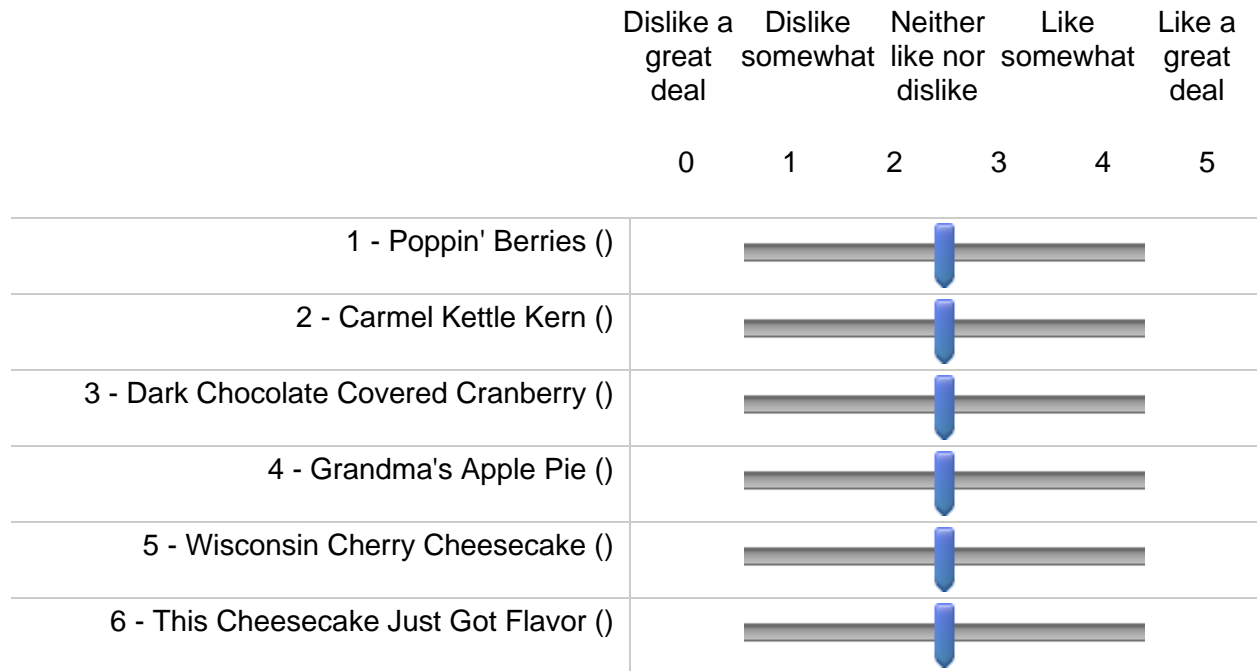 Dislike a great deal
Dislike somewhat
Neither like nor dislike
Like somewhat
Like a great deal
0 1 2 3 4 5
1 - Poppin' Berries ()
2 - Carmel Kettle Kern ()
3 - Dark Chocolate Covered Cranberry ()
4 - Grandma's Apple Pie ()
5 - Wisconsin Cherry Cheesecake ()
6 - This Cheesecake Just Got Flavor ()